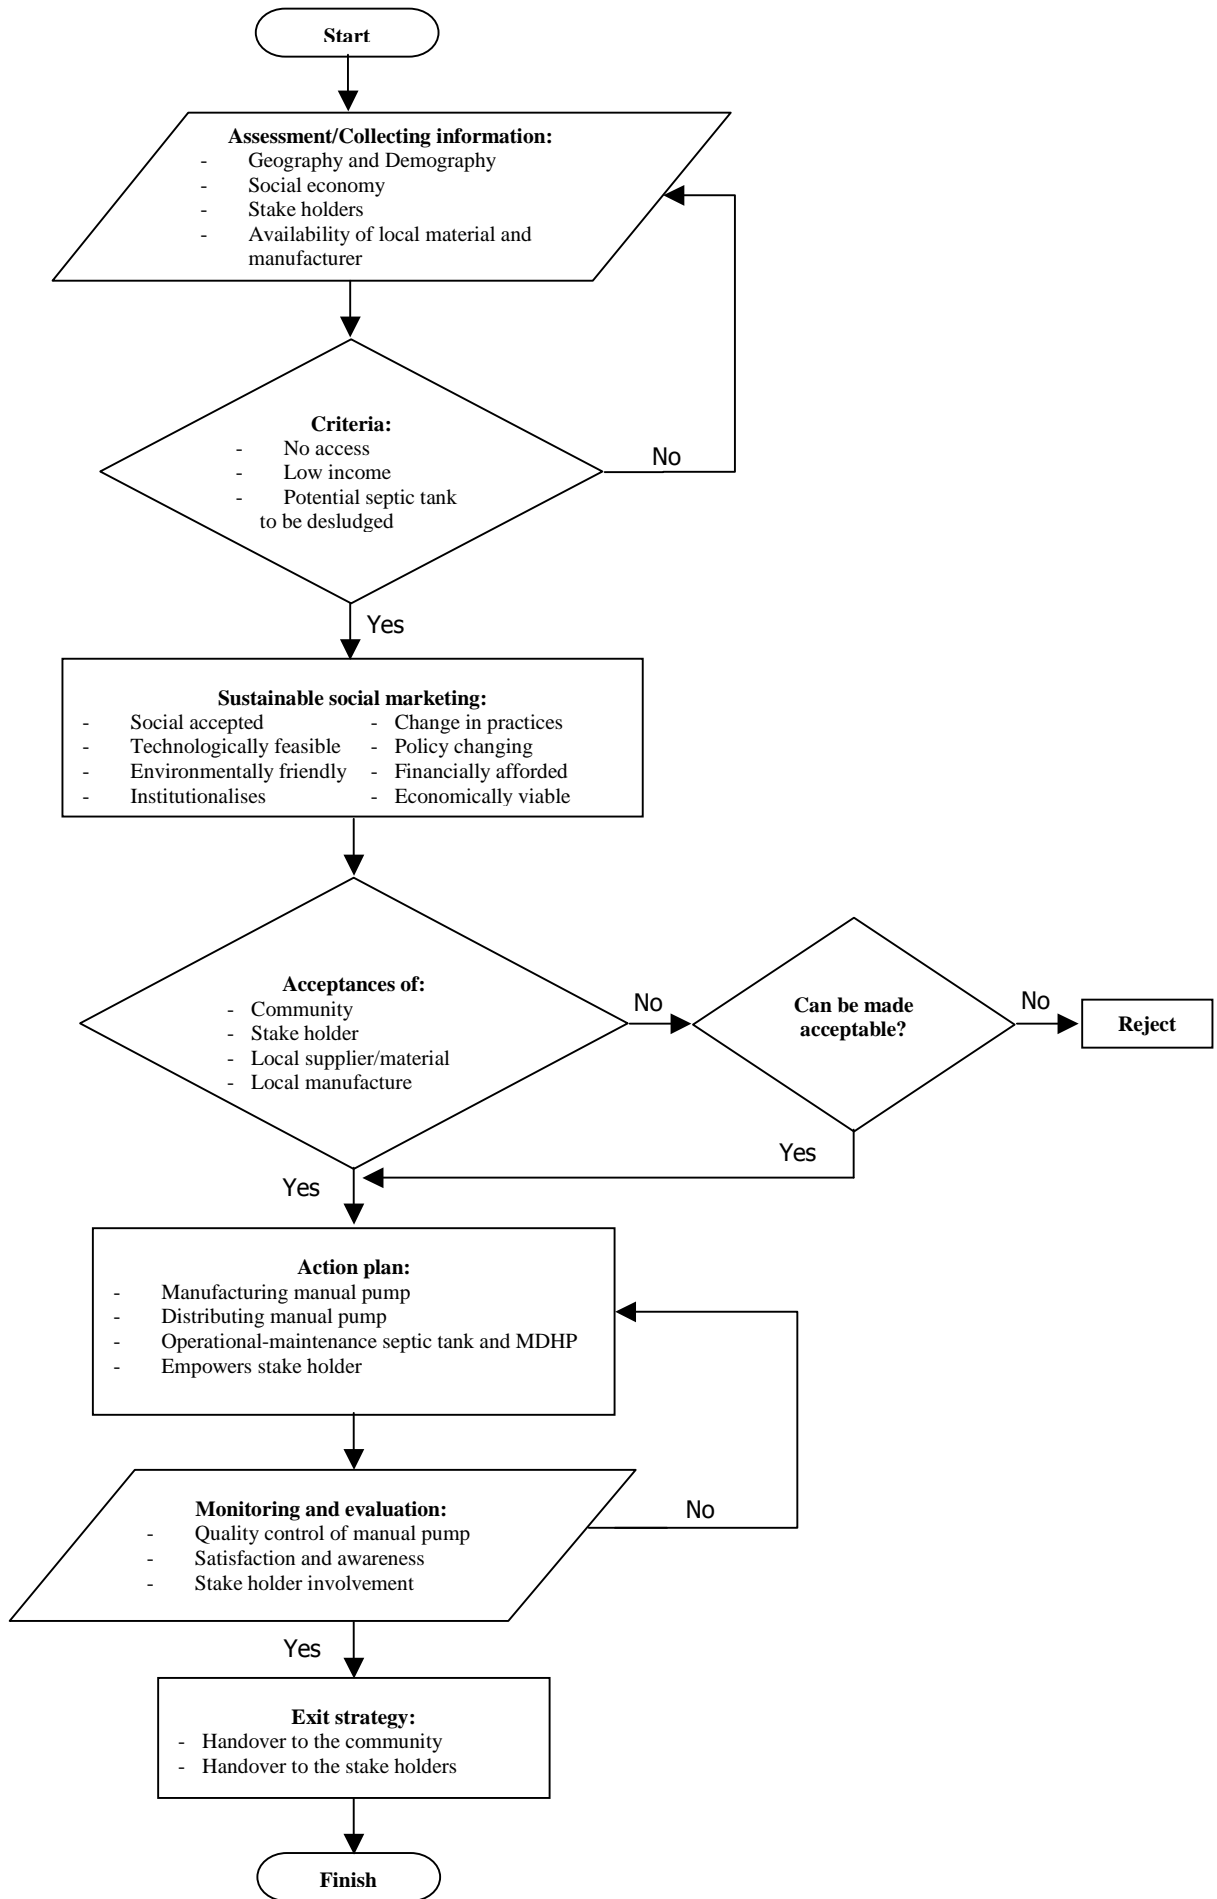 Start
Assessment/Collecting information:
- Geography and Demography
- Social economy
- Stake holders
- Availability of local material and
manufacturer
Criteria:
- No access
- Low income
- Potential septic tank
to be desludged
No
Yes
Sustainable social marketing:
- Social accepted - Change in practices
- Technologically feasible - Policy changing
- Environmentally friendly - Financially afforded
- Institutionalises - Economically viable
Acceptances of:
- Community
- Stake holder
- Local supplier/material
- Local manufacture
No
Can be made
acceptable?
No
Reject
Yes
Yes
Action plan:
- Manufacturing manual pump
- Distributing manual pump
- Operational-maintenance septic tank and MDHP
- Empowers stake holder
Monitoring and evaluation:
- Quality control of manual pump
- Satisfaction and awareness
- Stake holder involvement
No
Yes
Exit strategy:
- Handover to the community
- Handover to the stake holders
Finish